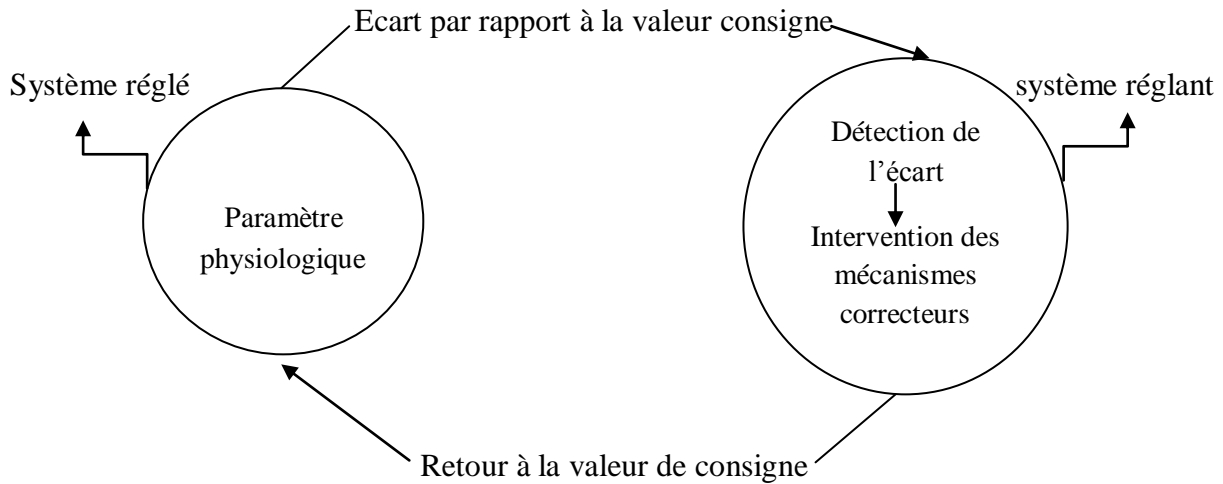 Ecart par rapport à la valeur consigne
Système réglé
système réglant
Détection de
l’écart
Paramètre
physiologique
Intervention des
mécanismes
correcteurs
Retour à la valeur de consigne